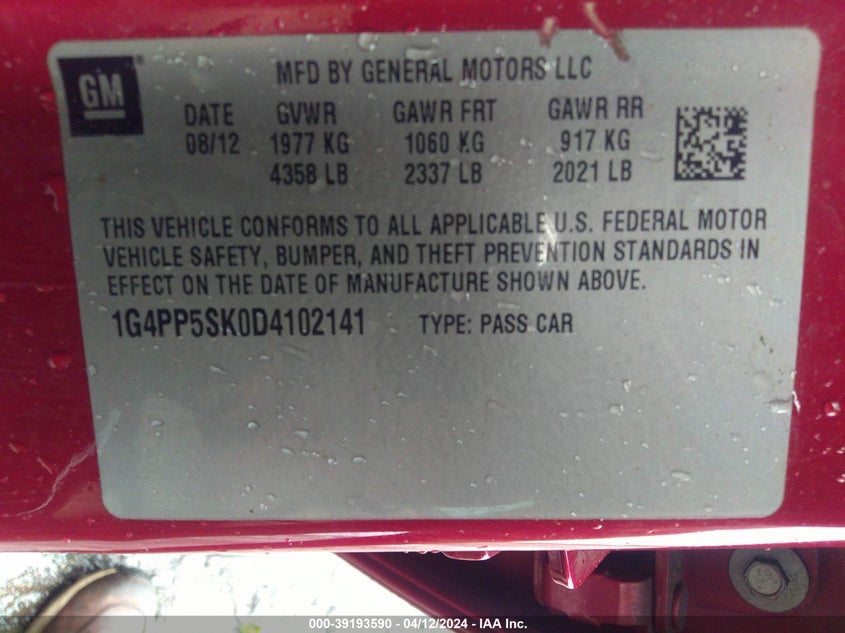 GM
MFD BY GENERAL MOTORS LLC
DATE GVWR GAWR FRT GAWR RR
08/12 1977 KG 1060 KG 917 KG
4358 LB 2337 LB 2021 LB
THIS VEHICLE CONFORMS TO ALL APPLICABLE U.S. FEDERAL MOTOR
VEHICLE SAFETY, BUMPER, AND THEFT PREVENTION STANDARDS IN
EFFECT ON THE DATE OF MANUFACTURE SHOWN ABOVE.
1G4PP5SK0D4102141 TYPE: PASS CAR
000-39193590 - 04/12/2024 - IAA Inc.